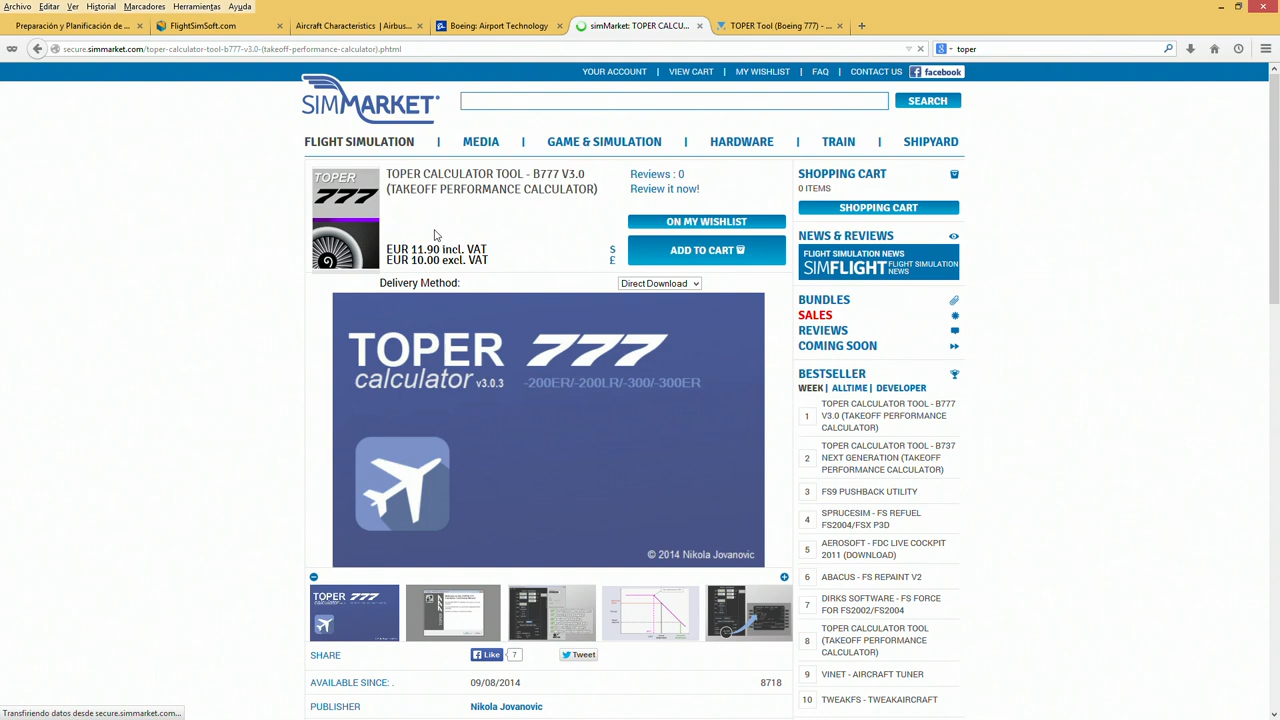 Archivo Editar Ver Historial Marcadores Herramientas Ayuda
Preparación y Planificación de ...
FlightSimSoft.com
Aircraft Characteristics | Airbus...
Boeing: Airport Technology
simMarket: TOPER CALCU...
TOPER Tool (Boeing 777) - ...
secure.simmarket.com/toper-calculator-tool-b777-v3.0-(takeoff-performance-calculator).phtml
toper
YOUR ACCOUNT | VIEW CART | MY WISHLIST | FAQ | CONTACT US
facebook
SIMMARKET
SEARCH
FLIGHT SIMULATION | MEDIA | GAME & SIMULATION | HARDWARE | TRAIN | SHIPYARD
TOPER
777
TOPER CALCULATOR TOOL - B777 V3.0
(TAKEOFF PERFORMANCE CALCULATOR)
Reviews : 0
Review it now!
ON MY WISHLIST
EUR 11.90 incl. VAT
EUR 10.00 excl. VAT
$
£
ADD TO CART
Delivery Method:
Direct Download
TOPER 777
calculator v3.0.3
-200ER/-200LR/-300/-300ER
© 2014 Nikola Jovanovic
TOPER 777
calculator
SHARE
Like
7
Tweet
AVAILABLE SINCE: .
09/08/2014
8718
PUBLISHER
Nikola Jovanovic
SHOPPING CART
0 ITEMS
SHOPPING CART
NEWS & REVIEWS
FLIGHT SIMULATION NEWS
SIMFLIGHT FLIGHT SIMULATION NEWS
BUNDLES
SALES
REVIEWS
COMING SOON
BESTSELLER
WEEK | ALLTIME | DEVELOPER
1 TOPER CALCULATOR TOOL - B777
V3.0 (TAKEOFF PERFORMANCE
CALCULATOR)
2 TOPER CALCULATOR TOOL - B737
NEXT GENERATION (TAKEOFF
PERFORMANCE CALCULATOR)
3 FS9 PUSHBACK UTILITY
4 SPRUCESIM - FS REFUEL
FS2004/FSX P3D
5 AEROSOFT - FDC LIVE COCKPIT
2011 (DOWNLOAD)
6 ABACUS - FS REPAINT V2
7 DIRKS SOFTWARE - FS FORCE
FOR FS2002/FS2004
8 TOPER CALCULATOR TOOL
(TAKEOFF PERFORMANCE
CALCULATOR)
9 VINET - AIRCRAFT TUNER
10 TWEAKFS - TWEAKAIRCRAFT
Transfiriendo datos desde secure.simmarket.com...